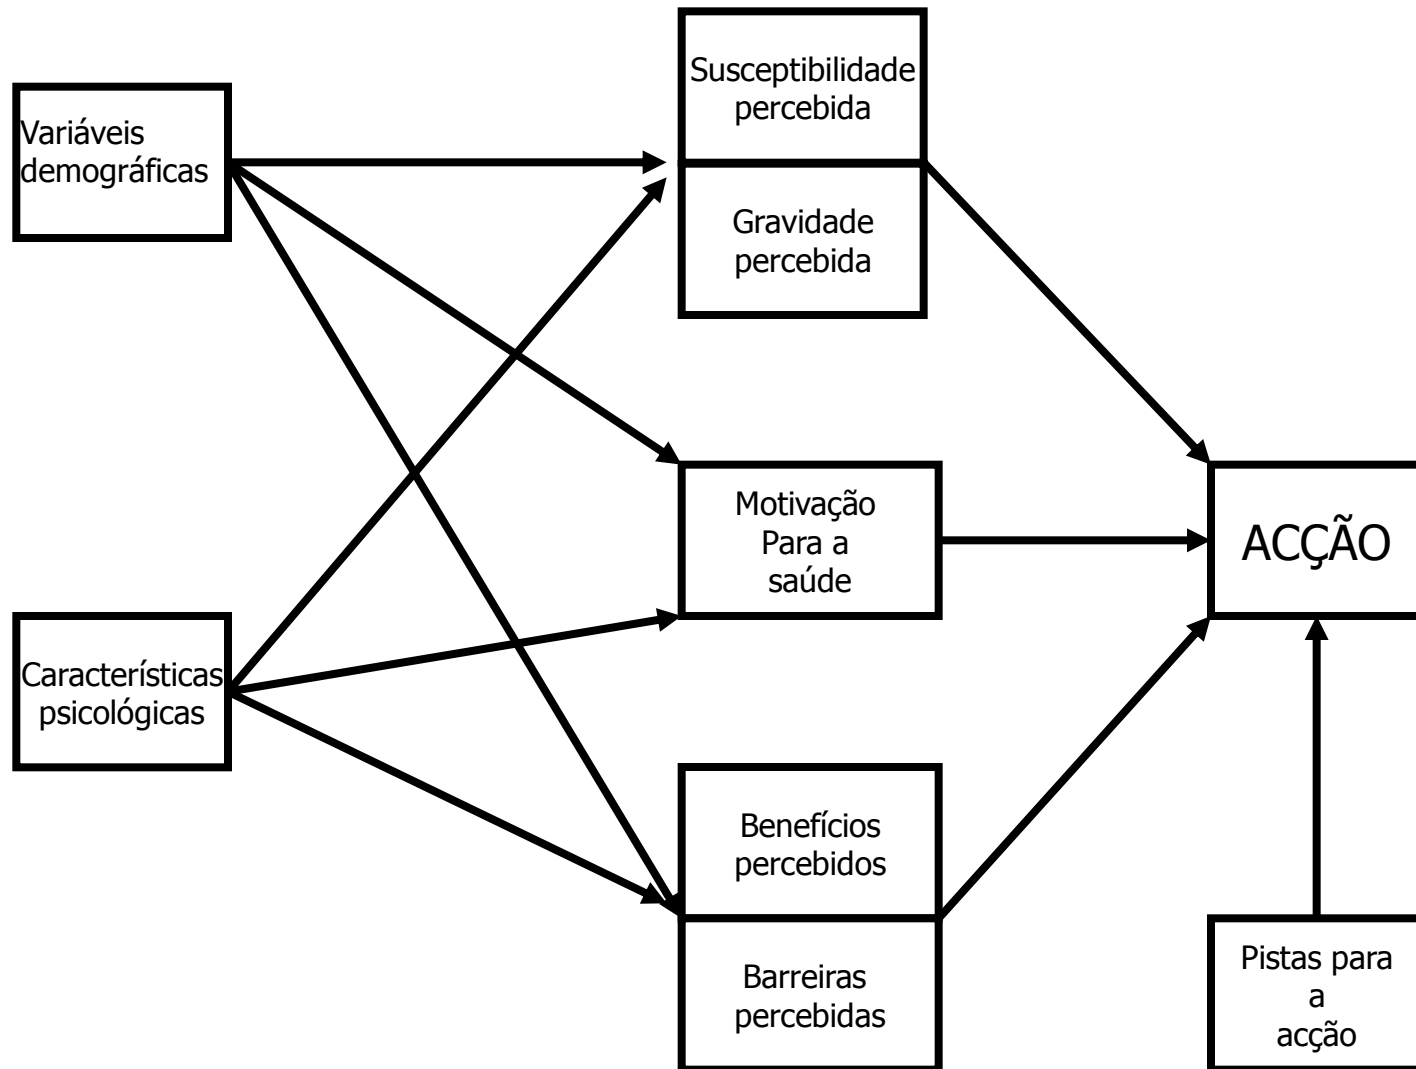 Susceptibilidade
percebida
Variáveis
demográficas
Gravidade
percebida
Motivação
Para a
saúde
ACÇÃO
Características
psicológicas
Benefícios
percebidos
Barreiras
percebidas
Pistas para
a
acção